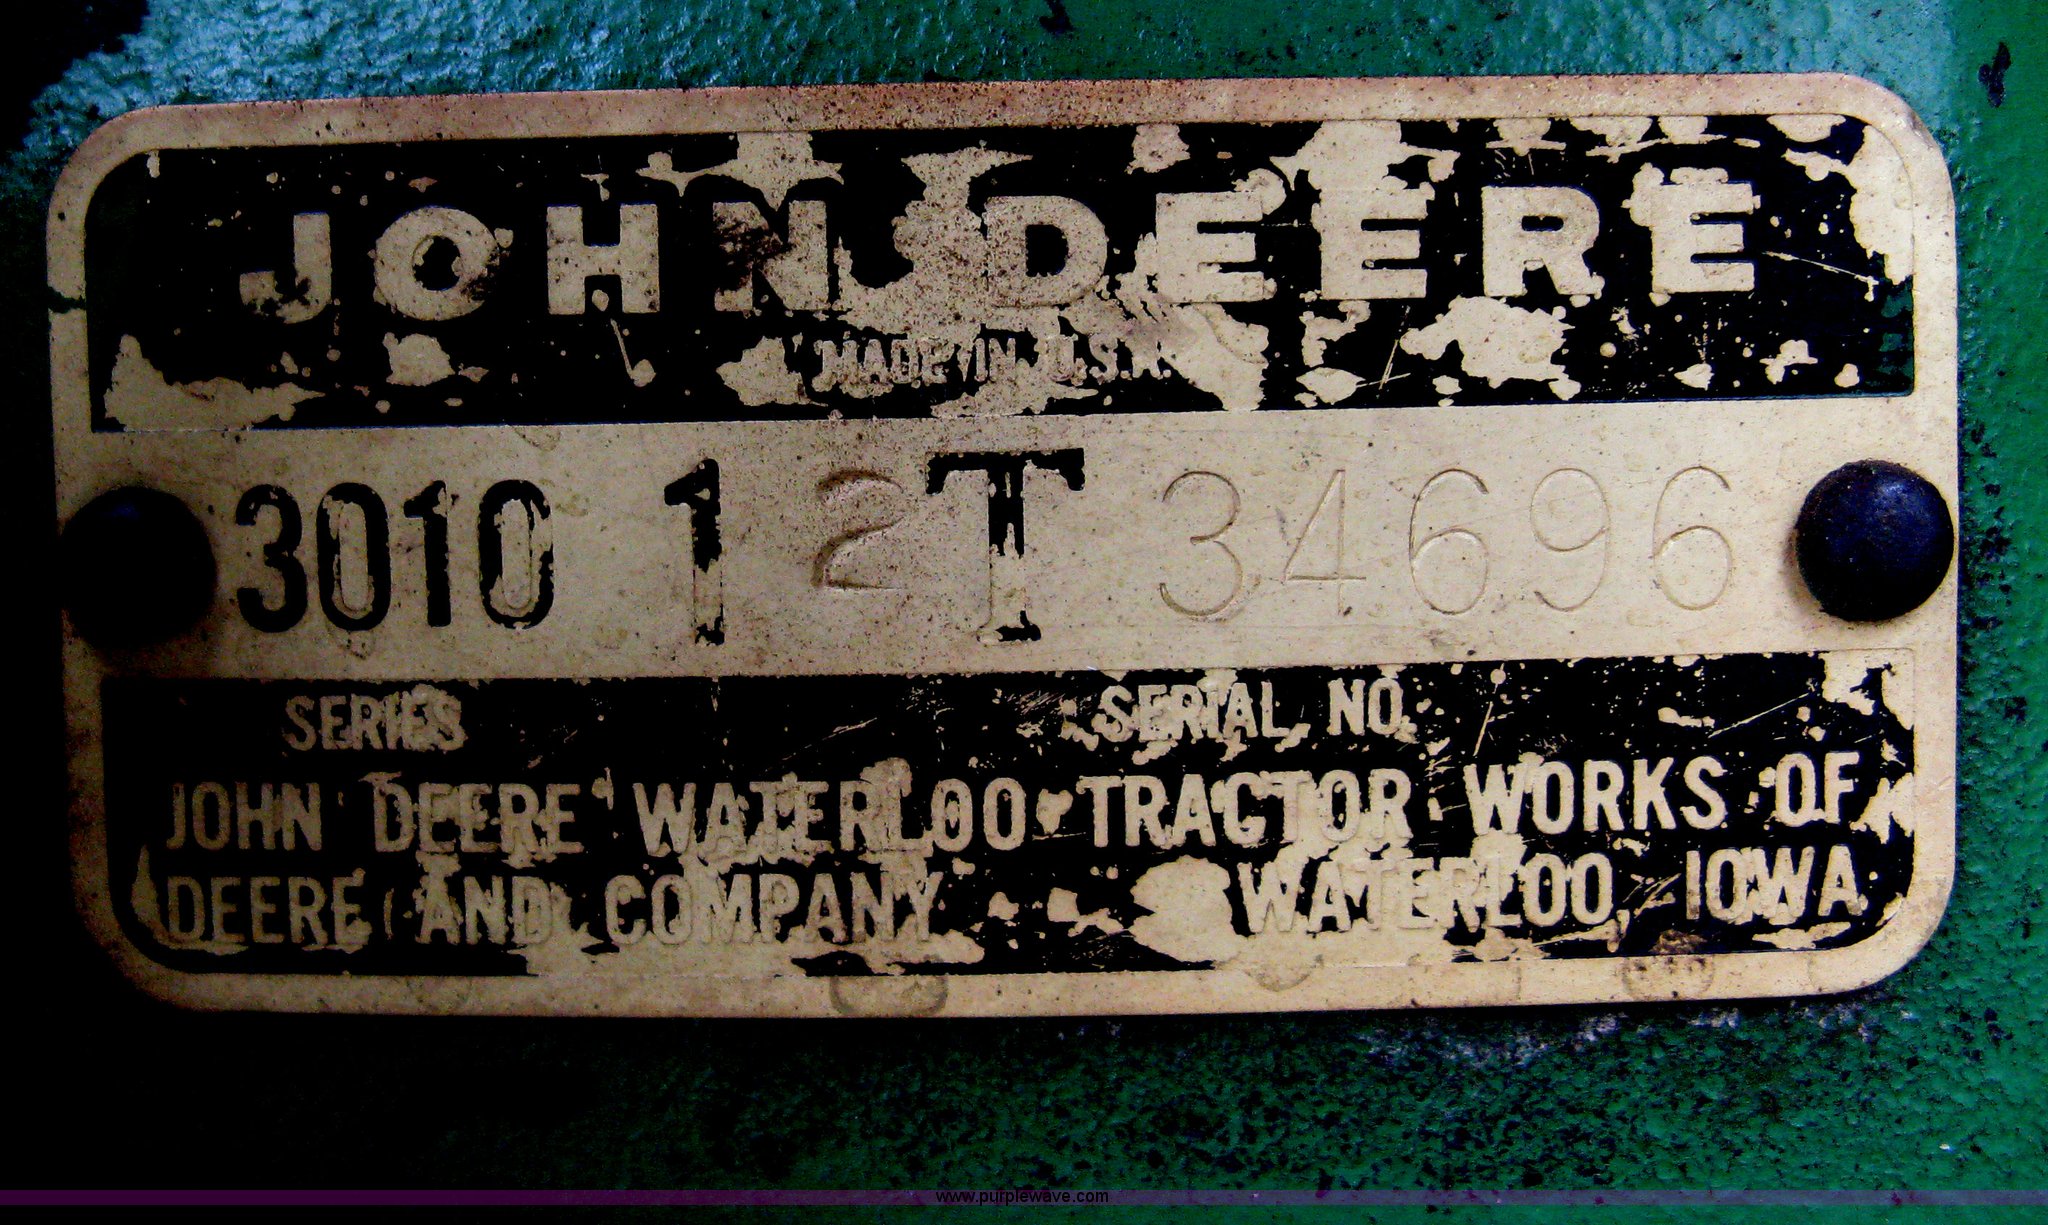 JOHN DEERE
MADE IN U.S.A.
3010 1 2 T 34696
SERIES SERIAL NO.
JOHN DEERE WATERLOO TRACTOR WORKS OF
DEERE AND COMPANY WATERLOO, IOWA
www.purplewave.com